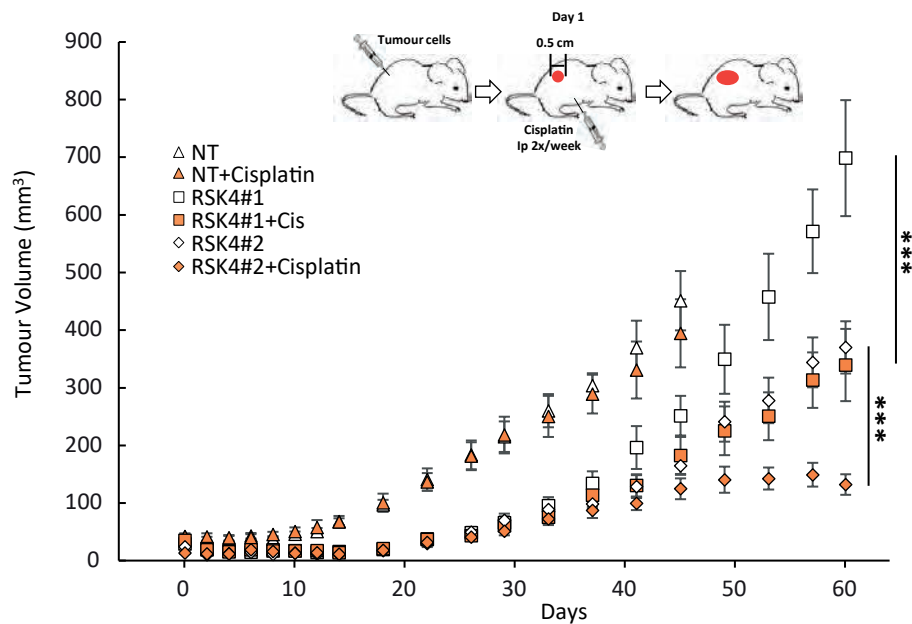 Day 1
Tumour cells
0.5 cm
Cisplatin
Ip 2x/week
900
800
700
600
500
400
300
200
100
0
Tumour Volume (mm³)
NT
NT+Cisplatin
RSK4#1
RSK4#1+Cis
RSK4#2
RSK4#2+Cisplatin
***
***
0
10
20
30
40
50
60
Days